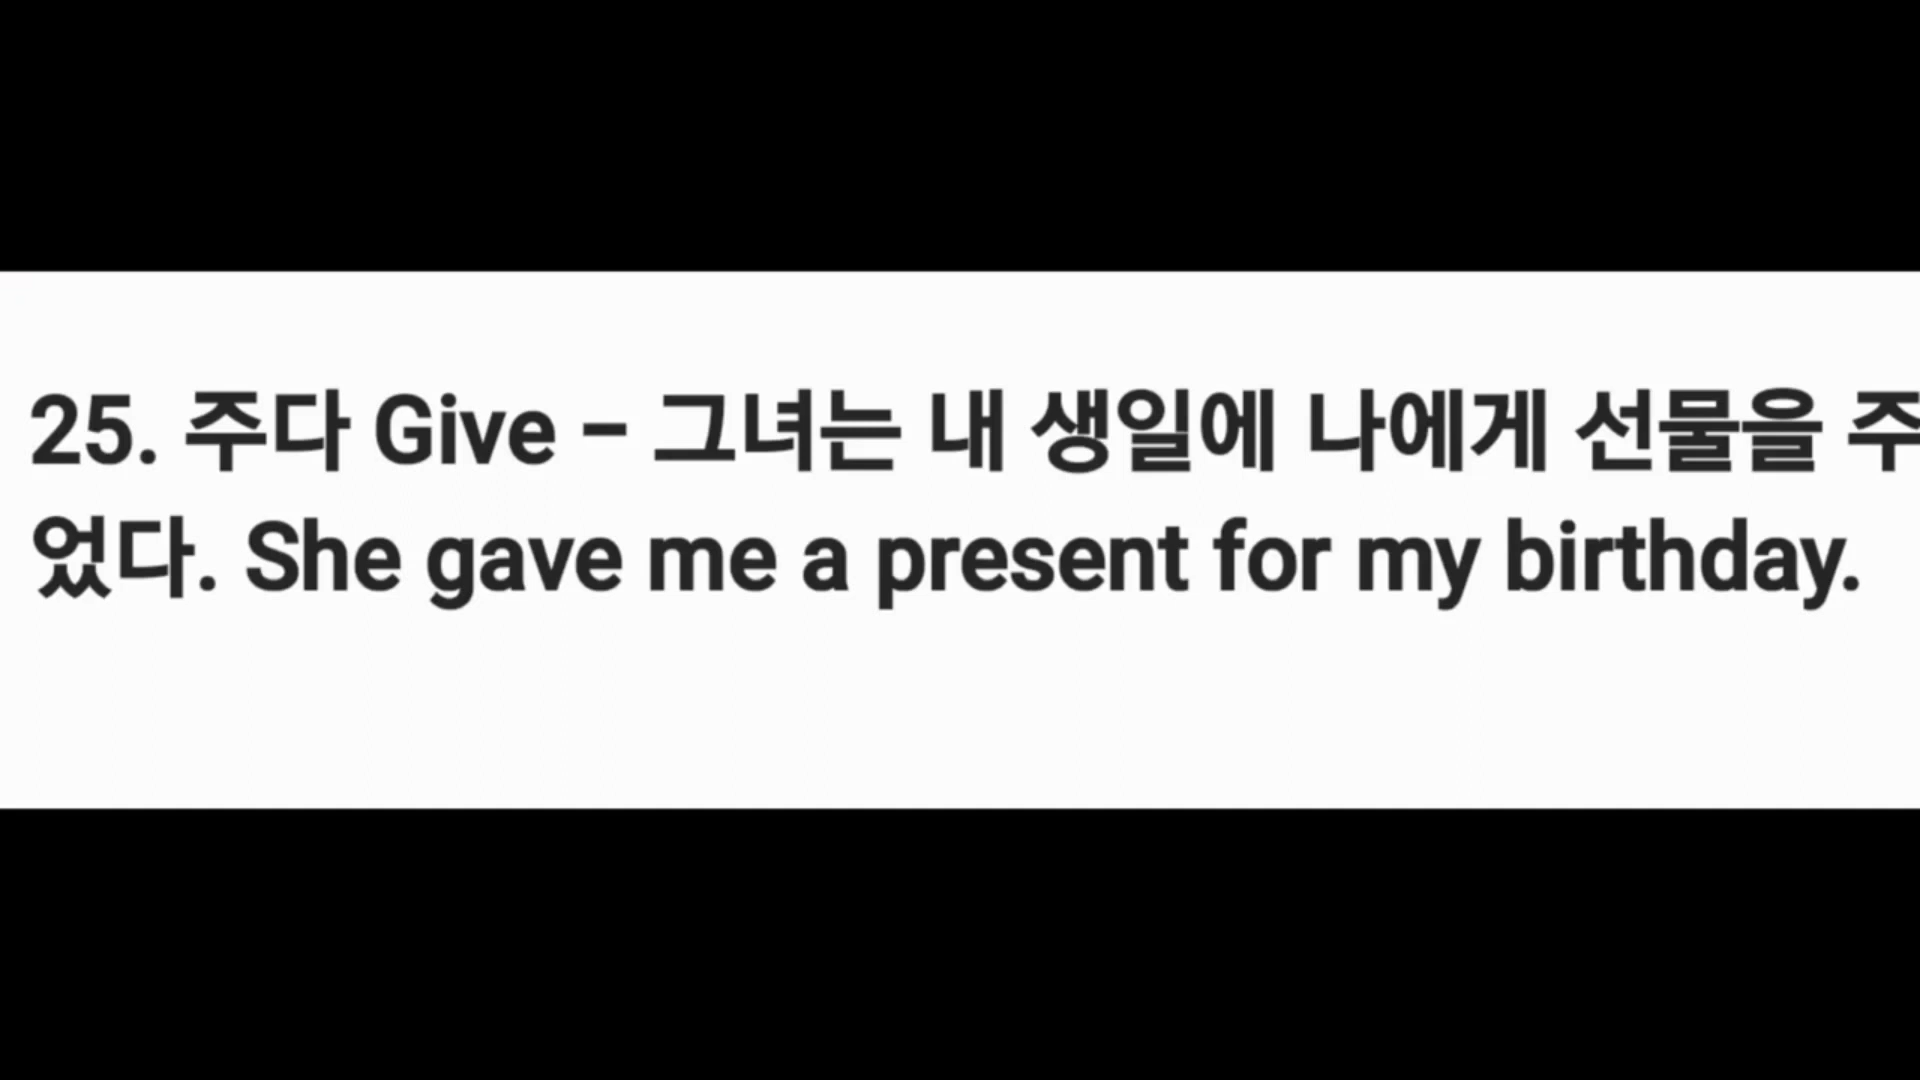 25. 주다 Give – 그녀는 내 생일에 나에게 선물을 주
었다. She gave me a present for my birthday.